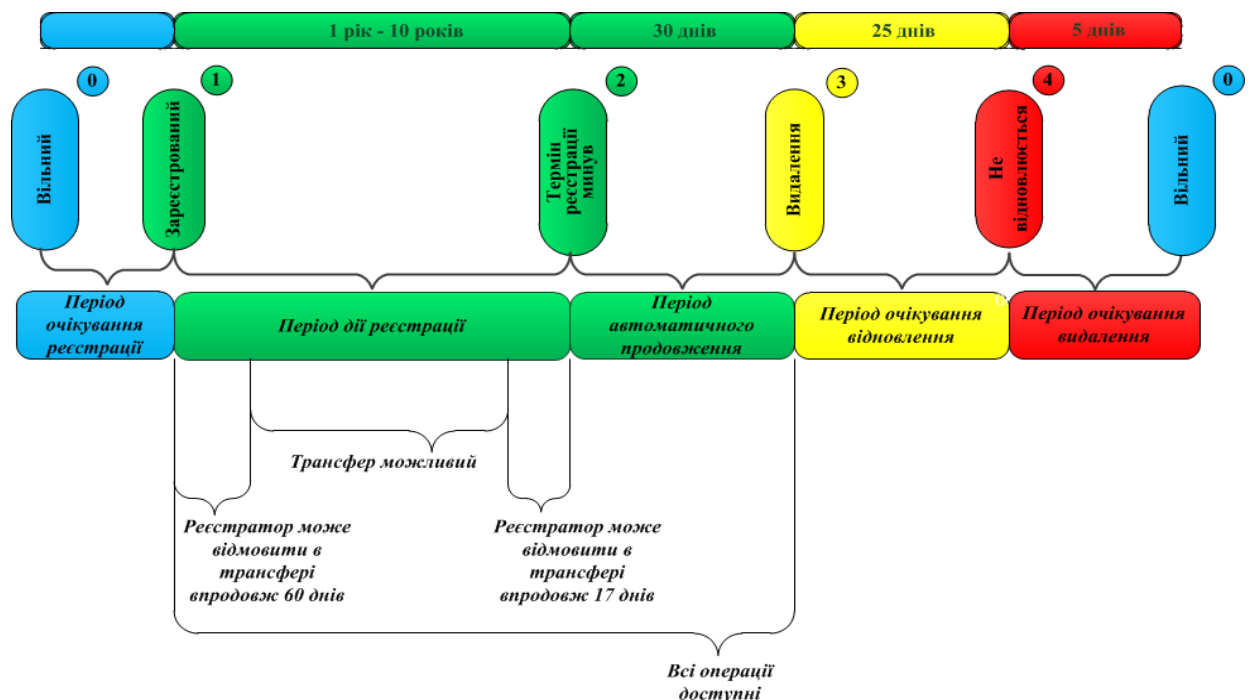 1 рік - 10 років
30 днів
25 днів
5 днів
0
1
2
3
4
0
Вільний
Зареєстрований
Термін
реєстрації
минув
Видалення
Не
відновлюється
Вільний
Період
очікування
реєстрації
Період дії реєстрації
Період
автоматичного
продовження
Період очікування
відновлення
Період очікування
видалення
Трансфер можливий
Реєстратор може
відмовити в
трансфері
впродовж 60 днів
Реєстратор може
відмовити в
трансфері
впродовж 17 днів
Всі операції
доступні